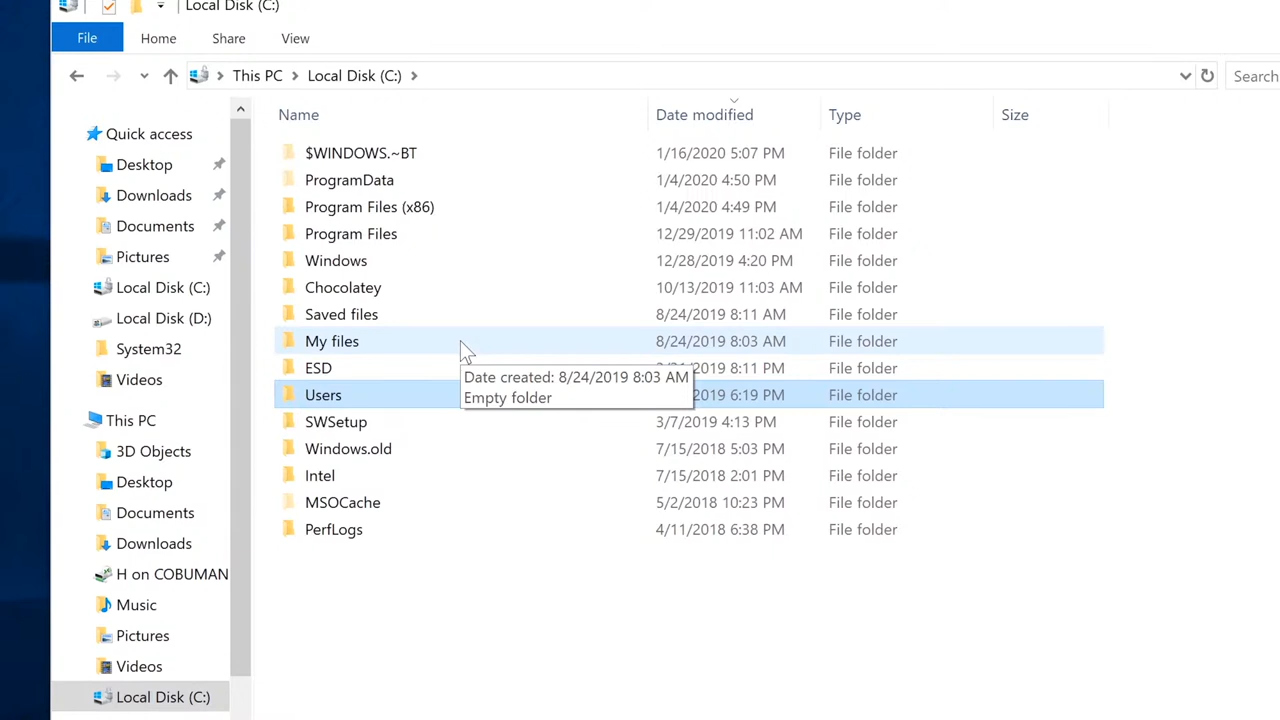 Local Disk (C:)
File Home Share View
This PC Local Disk (C:) Search
Name Date modified Type Size
Quick access
Desktop
Downloads
Documents
Pictures
Local Disk (C:)
Local Disk (D:)
System32
Videos
This PC
3D Objects
Desktop
Documents
Downloads
H on COBUMAN
Music
Pictures
Videos
Local Disk (C:)
$WINDOWS.~BT 1/16/2020 5:07 PM File folder
ProgramData 1/4/2020 4:50 PM File folder
Program Files (x86) 1/4/2020 4:49 PM File folder
Program Files 12/29/2019 11:02 AM File folder
Windows 12/28/2019 4:20 PM File folder
Chocolatey 10/13/2019 11:03 AM File folder
Saved files 8/24/2019 8:11 AM File folder
My files 8/24/2019 8:03 AM File folder
ESD 8:11 PM File folder
Date created: 8/24/2019 8:03 AM
Empty folder
Users 2019 6:19 PM File folder
SWSetup 3/7/2019 4:13 PM File folder
Windows.old 7/15/2018 5:03 PM File folder
Intel 7/15/2018 2:01 PM File folder
MSOCache 5/2/2018 10:23 PM File folder
PerfLogs 4/11/2018 6:38 PM File folder